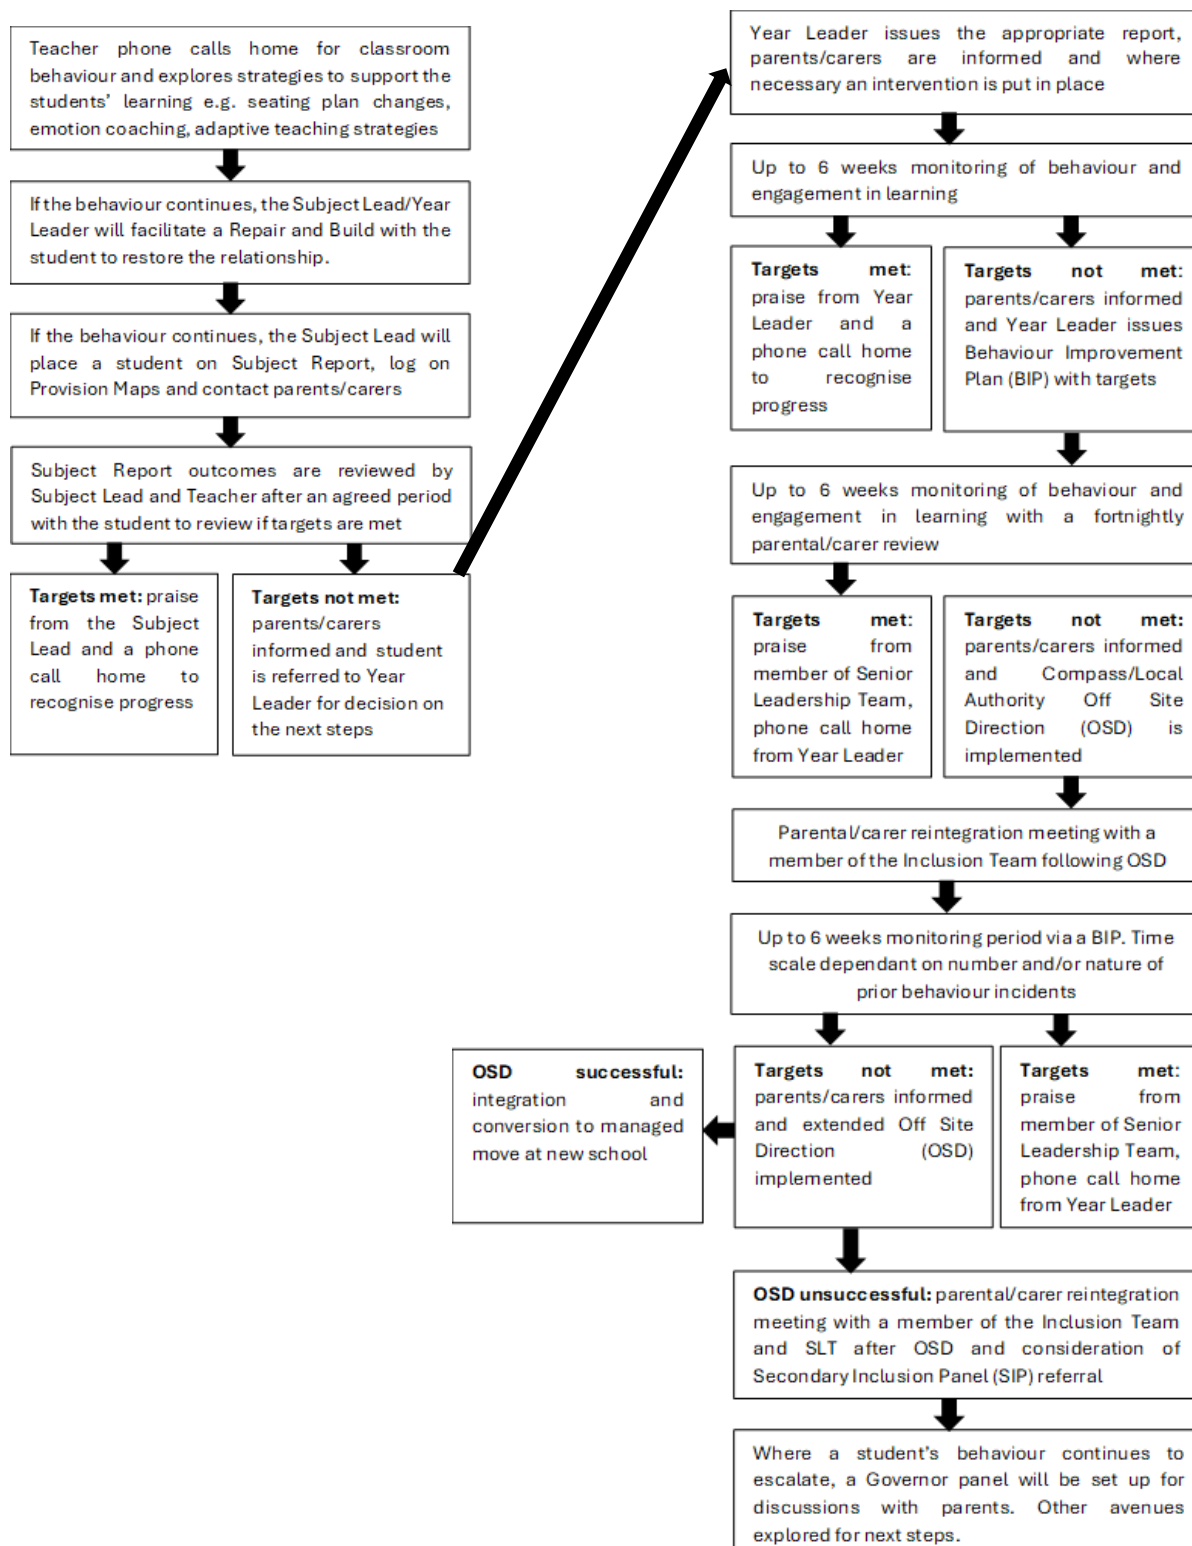 Teacher phone calls home for classroom
behaviour and explores strategies to support the
students' learning e.g. seating plan changes,
emotion coaching, adaptive teaching strategies
If the behaviour continues, the Subject Lead/Year
Leader will facilitate a Repair and Build with the
student to restore the relationship.
If the behaviour continues, the Subject Lead will
place a student on Subject Report, log on
Provision Maps and contact parents/carers
Subject Report outcomes are reviewed by
Subject Lead and Teacher after an agreed period
with the student to review if targets are met
Targets met: praise
from the Subject
Lead and a phone
call home to
recognise progress
Targets not met:
parents/carers
informed and student
is referred to Year
Leader for decision on
the next steps
Year Leader issues the appropriate report,
parents/carers are informed and where
necessary an intervention is put in place
Up to 6 weeks monitoring of behaviour and
engagement in learning
Targets met:
praise from Year
Leader and a
phone call home
to recognise
progress
Targets not met:
parents/carers informed
and Year Leader issues
Behaviour Improvement
Plan (BIP) with targets
Up to 6 weeks monitoring of behaviour and
engagement in learning with a fortnightly
parental/carer review
Targets met:
praise from
member of Senior
Leadership Team,
phone call home
from Year Leader
Targets not met:
parents/carers informed
and Compass/Local
Authority Off Site
Direction (OSD) is
implemented
Parental/carer reintegration meeting with a
member of the Inclusion Team following OSD
Up to 6 weeks monitoring period via a BIP. Time
scale dependant on number and/or nature of
prior behaviour incidents
OSD successful:
integration and
conversion to managed
move at new school
Targets not met:
parents/carers informed
and extended Off Site
Direction (OSD)
implemented
Targets met:
praise from
member of Senior
Leadership Team,
phone call home
from Year Leader
OSD unsuccessful: parental/carer reintegration
meeting with a member of the Inclusion Team
and SLT after OSD and consideration of
Secondary Inclusion Panel (SIP) referral
Where a student's behaviour continues to
escalate, a Governor panel will be set up for
discussions with parents. Other avenues
explored for next steps.